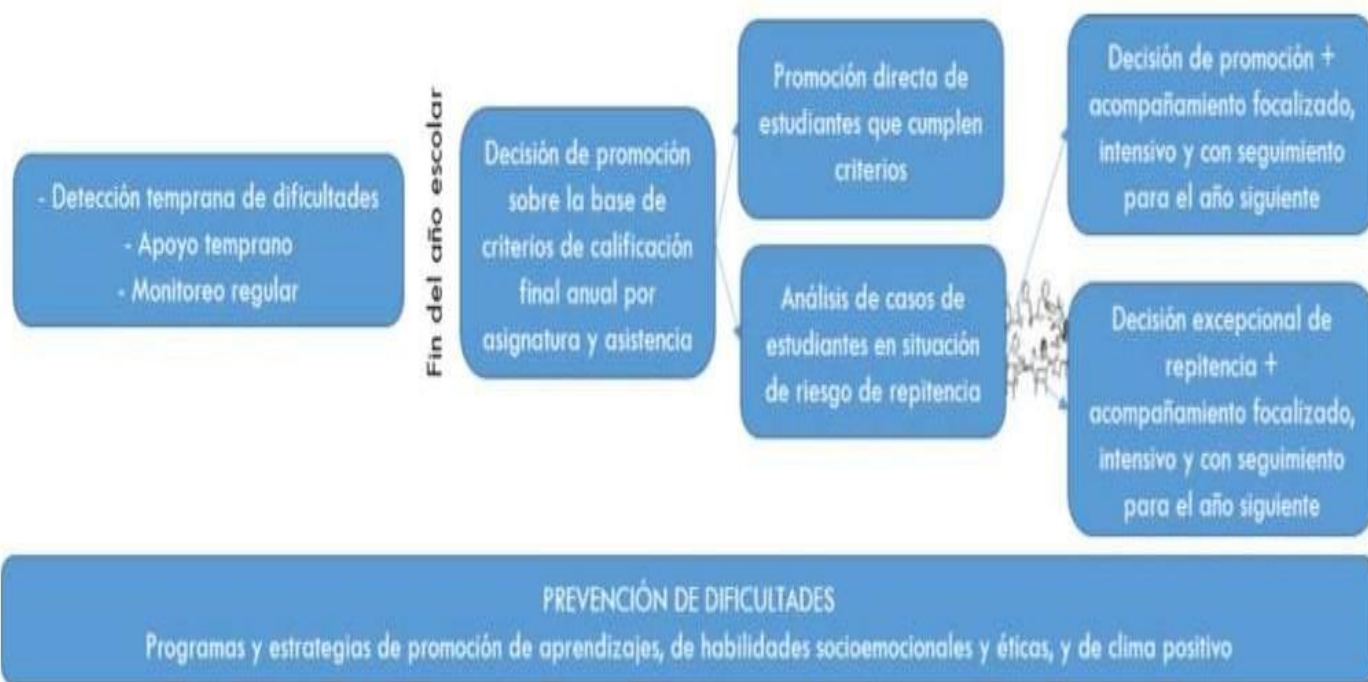 - Detección temprana de dificultades
- Apoyo temprano
- Monitoreo regular
Fin del año escolar
Decisión de promoción
sobre la base de
criterios de calificación
final anual por
asignatura y asistencia
Promoción directa de
estudiantes que cumplen
criterios
Análisis de casos de
estudiantes en situación
de riesgo de repitencia
Decisión de promoción +
acompañamiento focalizado,
intensivo y con seguimiento
para el año siguiente
Decisión excepcional de
repitencia +
acompañamiento focalizado,
intensivo y con seguimiento
para el año siguiente
PREVENCIÓN DE DIFICULTADES
Programas y estrategias de promoción de aprendizajes, de habilidades socioemocionales y éticas, y de clima positivo